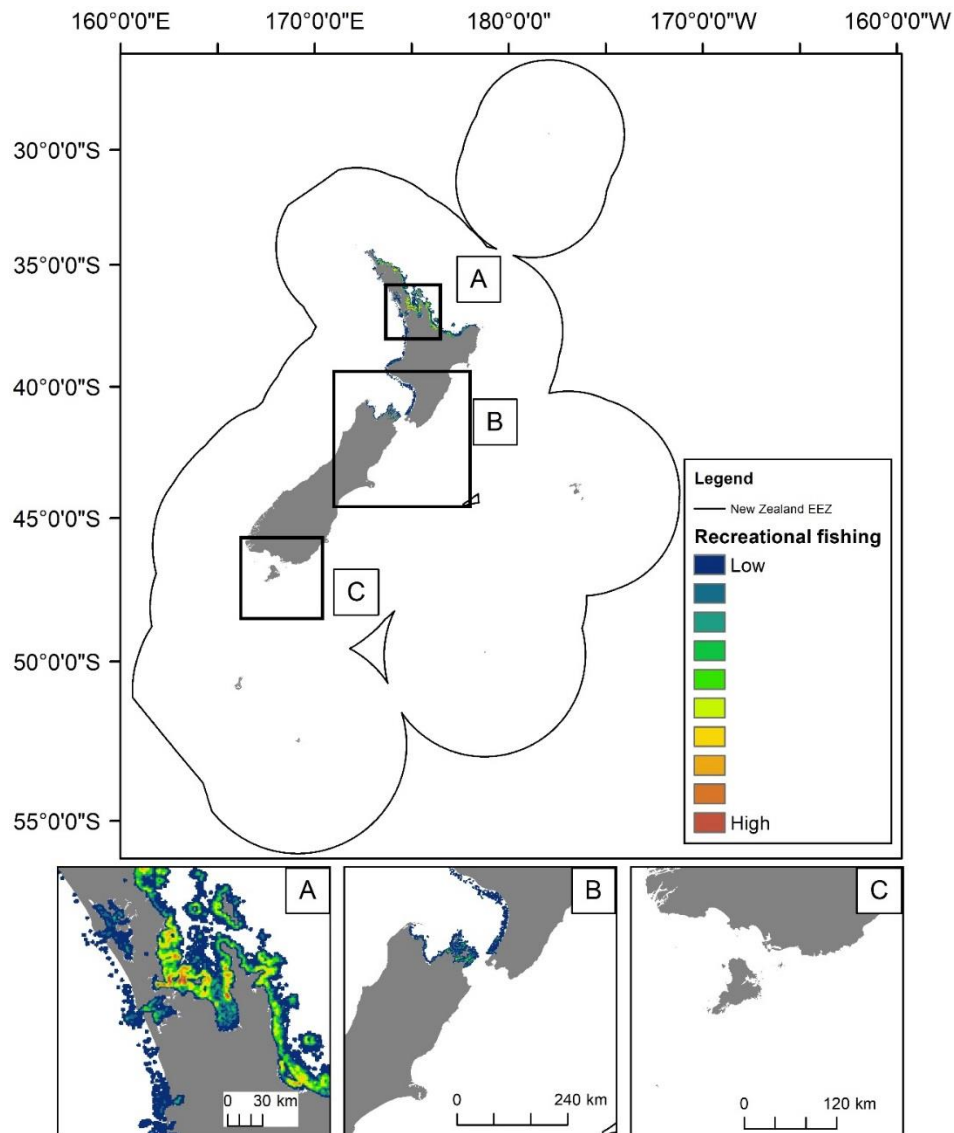 160°0'0"E 170°0'0"E 180°0'0" 170°0'0"W 160°0'0"W
30°0'0"S
35°0'0"S
A
40°0'0"S
B
Legend
New Zealand EEZ
45°0'0"S
Recreational fishing
Low
C
50°0'0"S
High
55°0'0"S
A B C
0 30 km
0 240 km
0 120 km